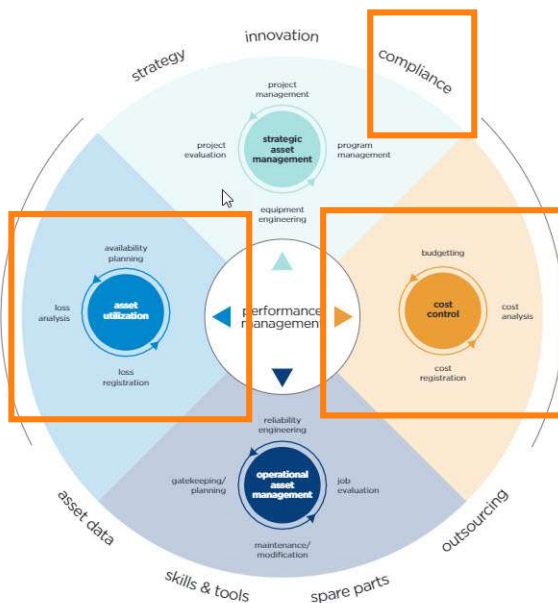 innovation
strategy
compliance
project
management
project
evaluation
strategic
asset
management
program
management
equipment
engineering
availability
planning
loss
analysis
asset
utilization
loss
registration
performance
management
budgetting
cost
control
cost
analysis
cost
registration
reliability
engineering
gatekeeping/
planning
operational
asset
management
job
evaluation
maintenance/
modification
asset data
skills & tools
spare parts
outsourcing